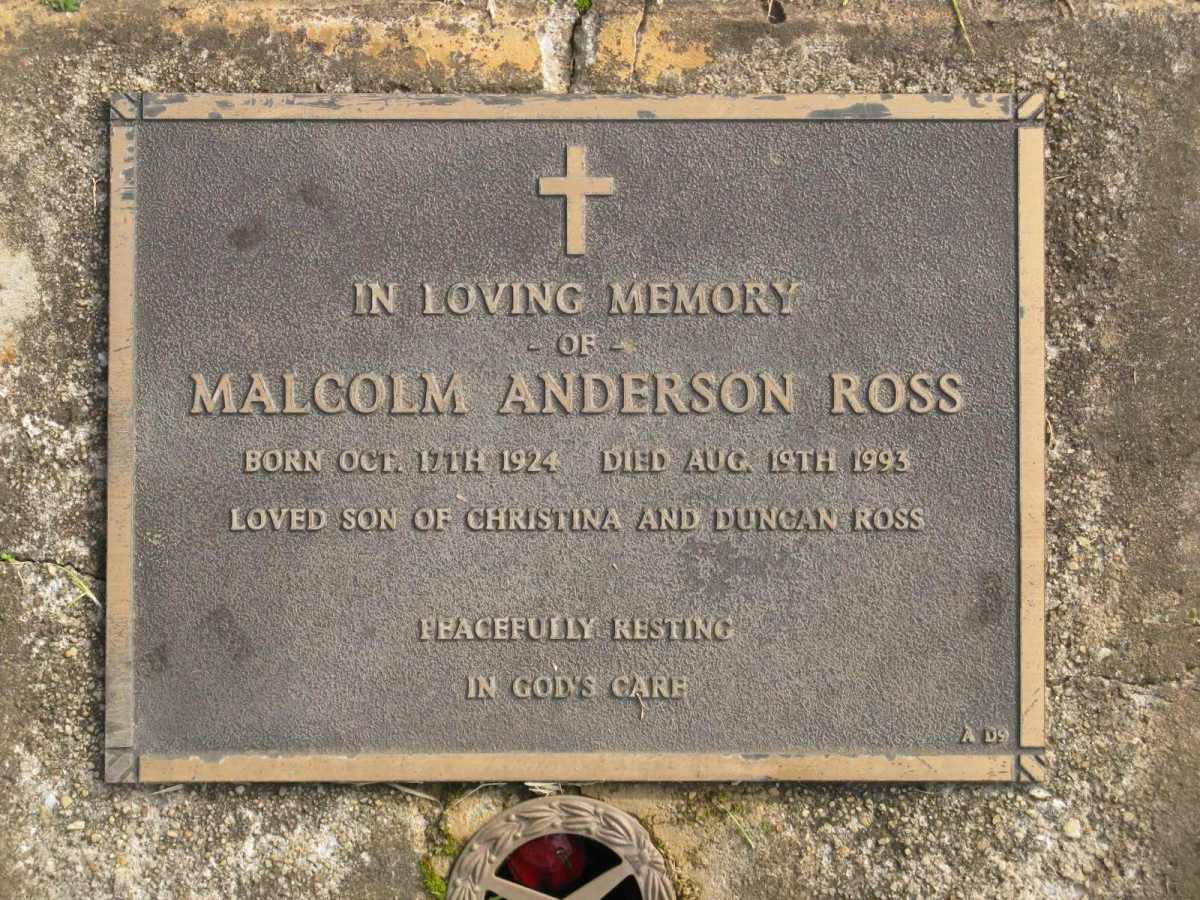 IN LOVING MEMORY
- OF -
MALCOLM ANDERSON ROSS
BORN OCT. 17TH 1924 DIED AUG. 19TH 1993
LOVED SON OF CHRISTINA AND DUNCAN ROSS
PEACEFULLY RESTING
IN GOD'S CARE
A D9